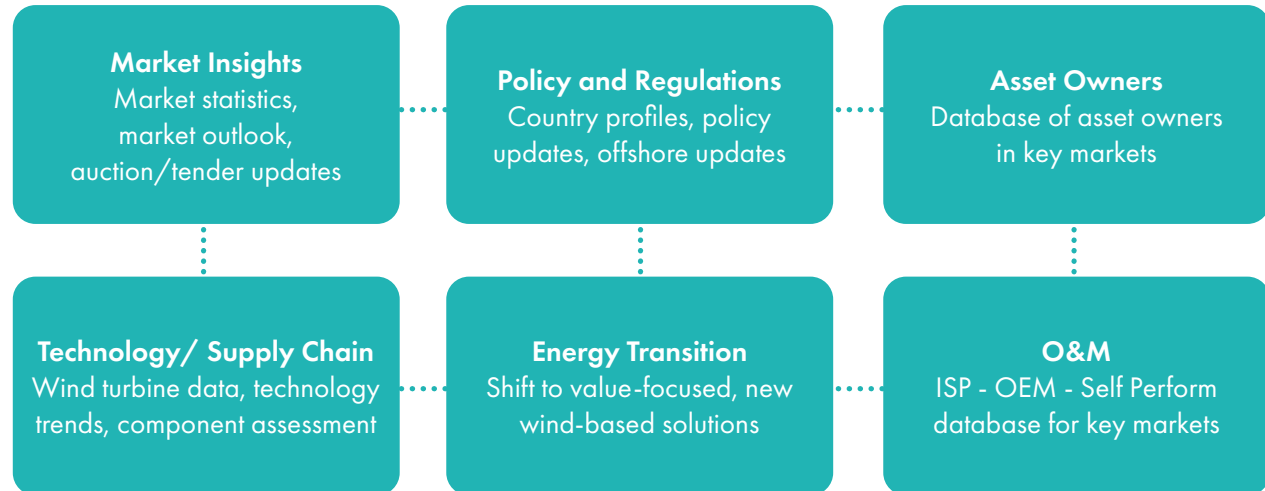 Market Insights
Market statistics,
market outlook,
auction/tender updates
Policy and Regulations
Country profiles, policy
updates, offshore updates
Asset Owners
Database of asset owners
in key markets
Technology/ Supply Chain
Wind turbine data, technology
trends, component assessment
Energy Transition
Shift to value-focused, new
wind-based solutions
O&M
ISP - OEM - Self Perform
database for key markets